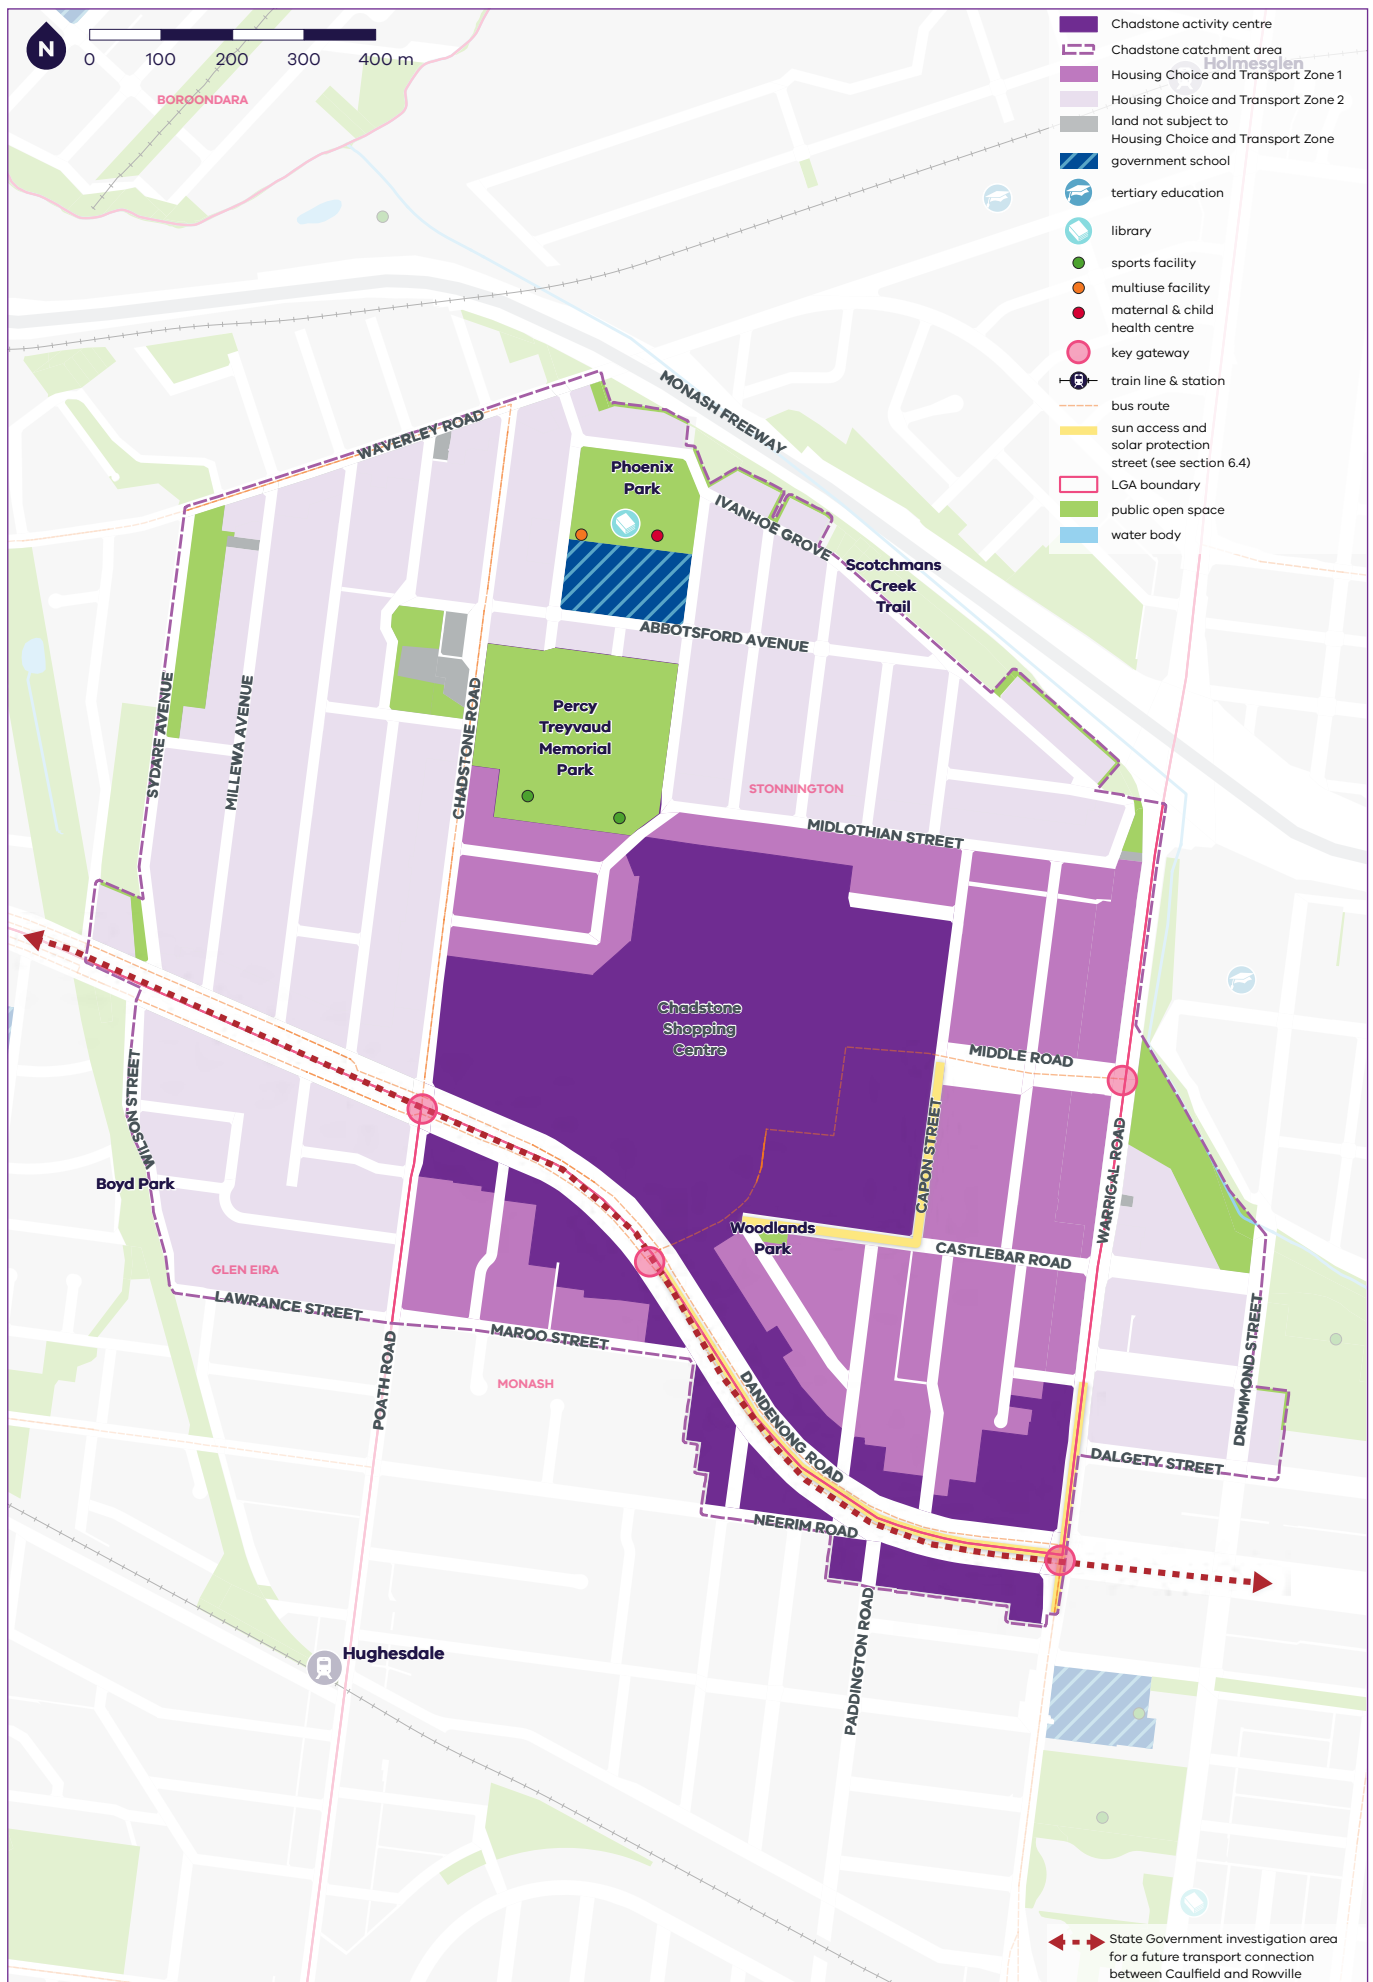 N
0 100 200 300 400 m
BOROONDARA
Chadstone activity centre
Chadstone catchment area
Holmesglen
Housing Choice and Transport Zone 1
Housing Choice and Transport Zone 2
land not subject to
Housing Choice and Transport Zone
government school
tertiary education
library
sports facility
multiuse facility
maternal & child
health centre
key gateway
train line & station
bus route
sun access and
solar protection
street (see section 6.4)
LGA boundary
public open space
water body
MONASH FREEWAY
WAVERLEY ROAD
Phoenix
Park
IVANHOE GROVE
Scotchmans
Creek
Trail
ABBOTSFORD AVENUE
SYDARE AVENUE
MILLEWA AVENUE
CHADSTONE ROAD
Percy
Treyvaud
Memorial
Park
STONNINGTON
MIDLOTHIAN STREET
Chadstone
Shopping
Centre
MIDDLE ROAD
WILSON STREET
CAPON STREET
WARRIGAL ROAD
Boyd Park
Woodlands
Park
CASTLEBAR ROAD
GLEN EIRA
LAWRANCE STREET
MAROO STREET
DRUMMOND STREET
POATH ROAD
MONASH
DANDENONG ROAD
DALGETY STREET
NEERIM ROAD
PADDINGTON ROAD
Hughesdale
State Government investigation area
for a future transport connection
between Caulfield and Rowville